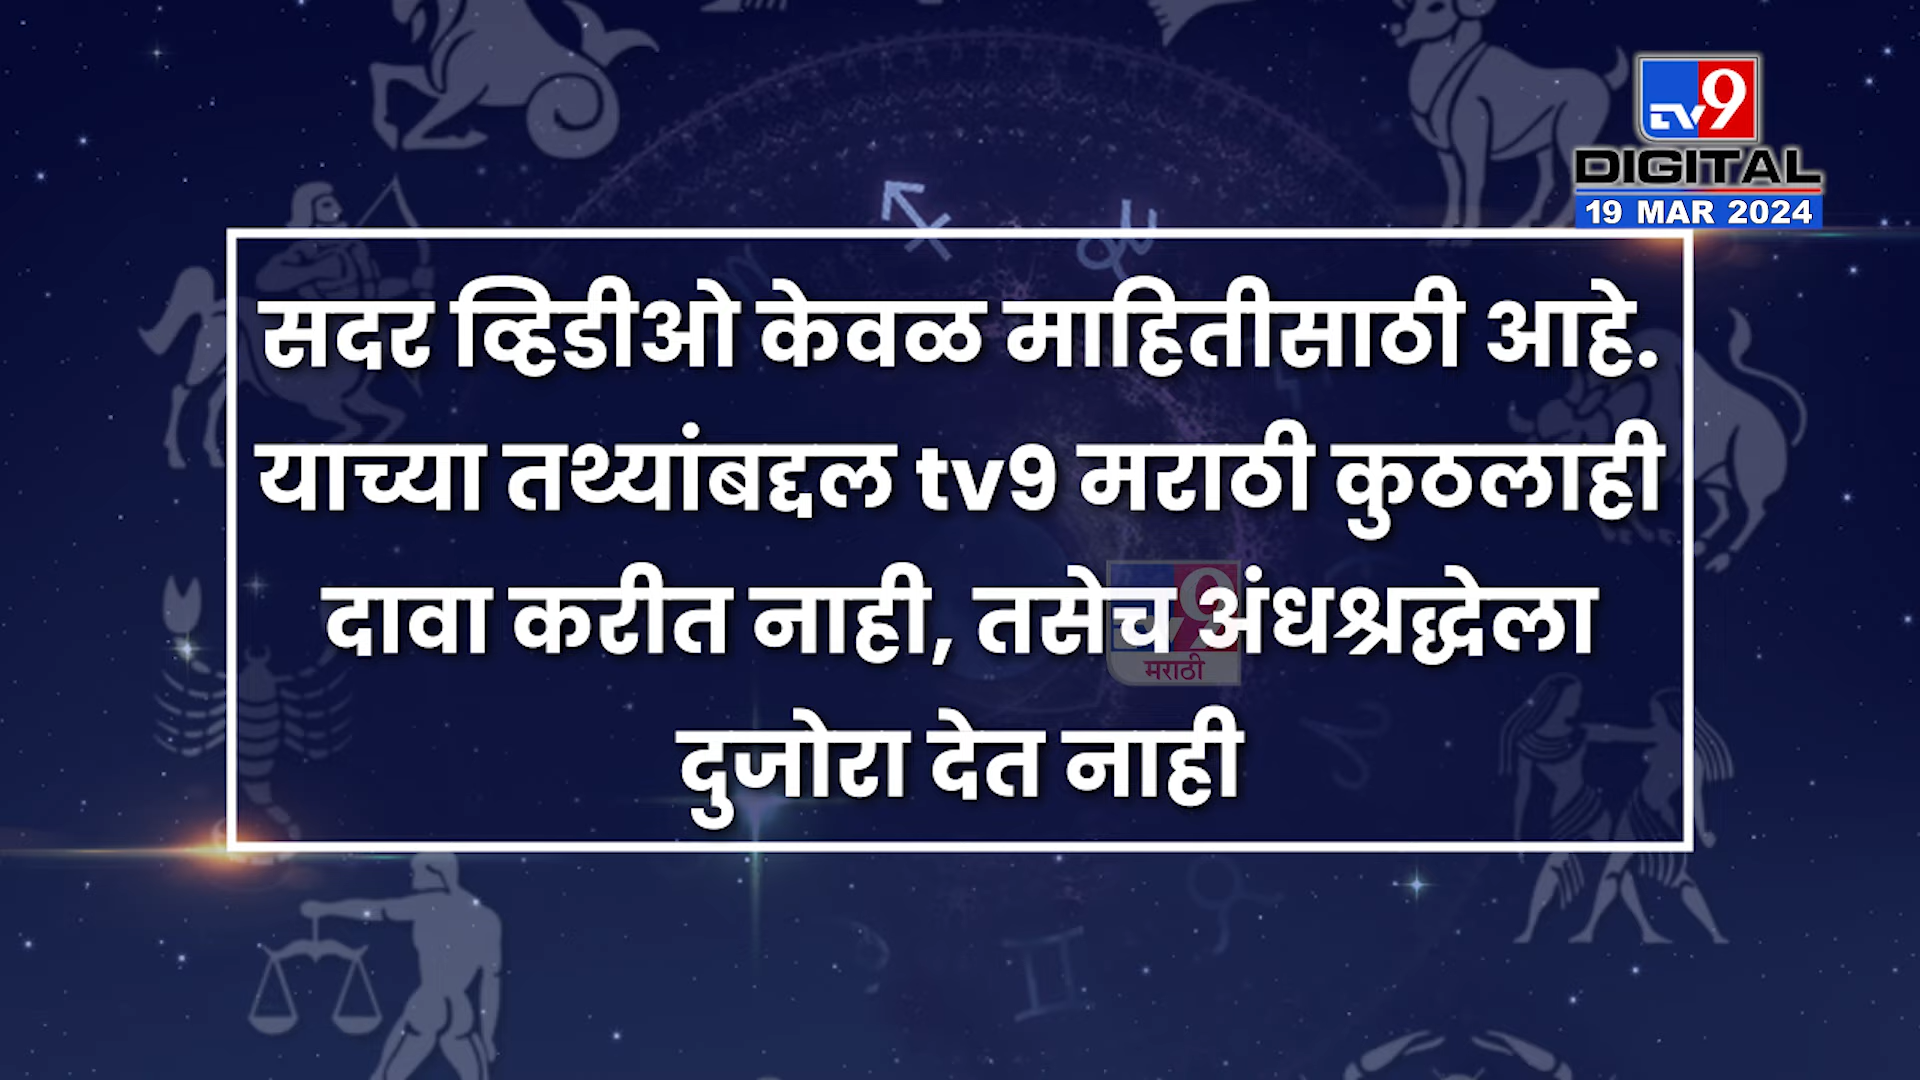 tv9
DIGITAL
19 MAR 2024
सदर व्हिडीओ केवळ माहितीसाठी आहे.
याच्या तथ्यांबद्दल tv9 मराठी कुठलाही
दावा करीत नाही, तसेच अंधश्रद्धेला
दुजोरा देत नाही
tv9
मराठी